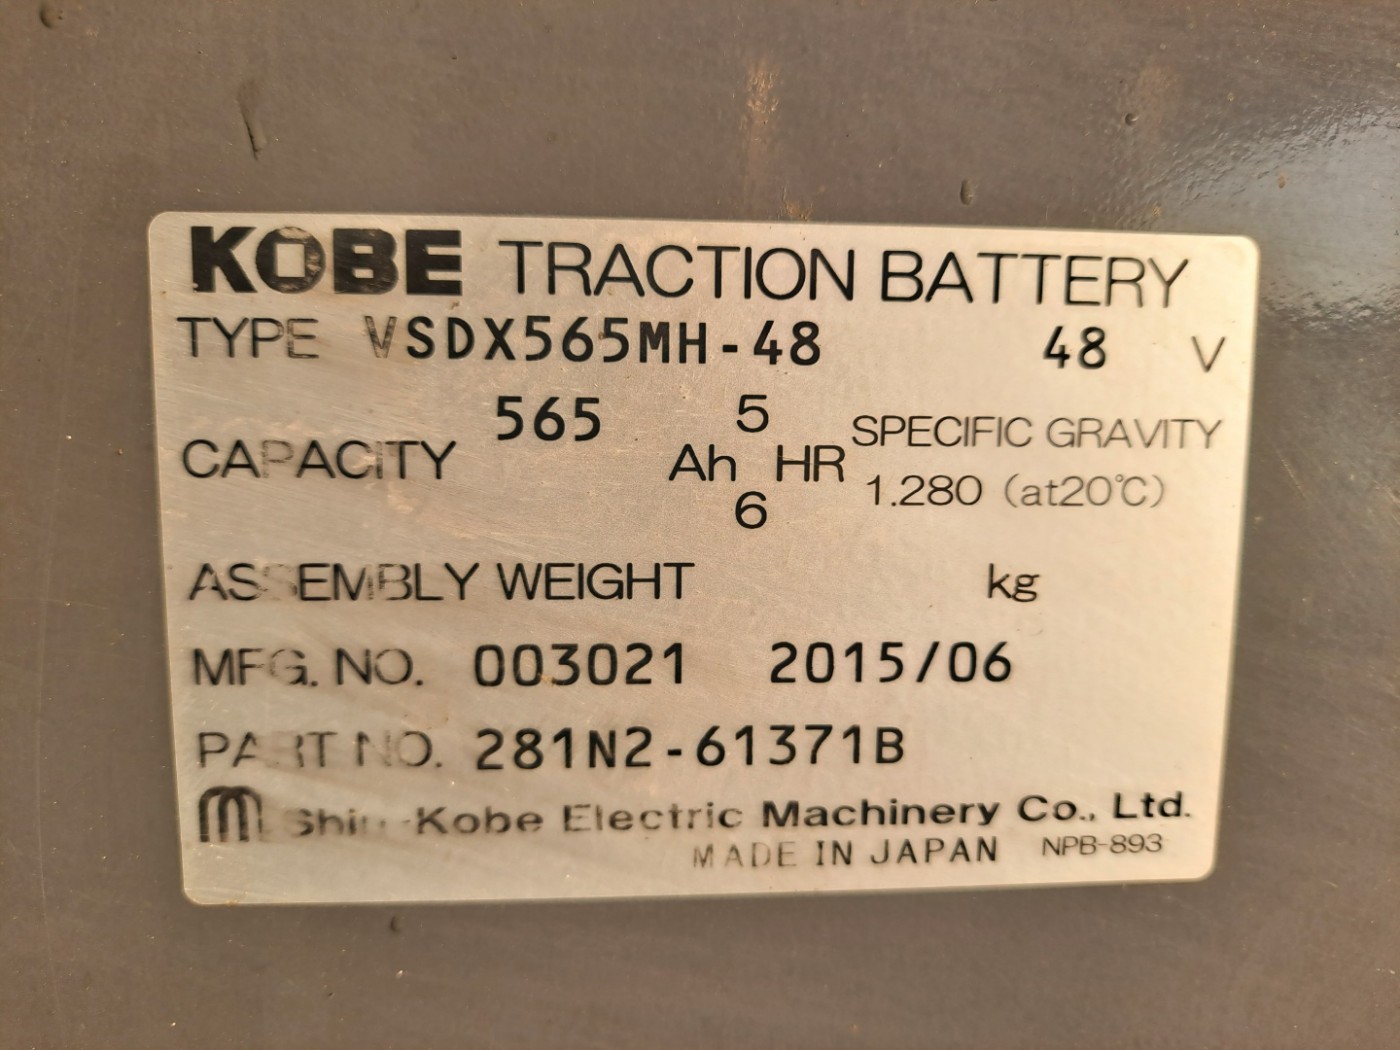 KOBE TRACTION BATTERY
TYPE VSDX565MH-48 48 V
565 5
CAPACITY Ah HR SPECIFIC GRAVITY
6 1.280 (at20℃)
ASSEMBLY WEIGHT kg
MFG. NO. 003021 2015/06
PART NO. 281N2-61371B
Shin-Kobe Electric Machinery Co., Ltd.
MADE IN JAPAN NPB-893